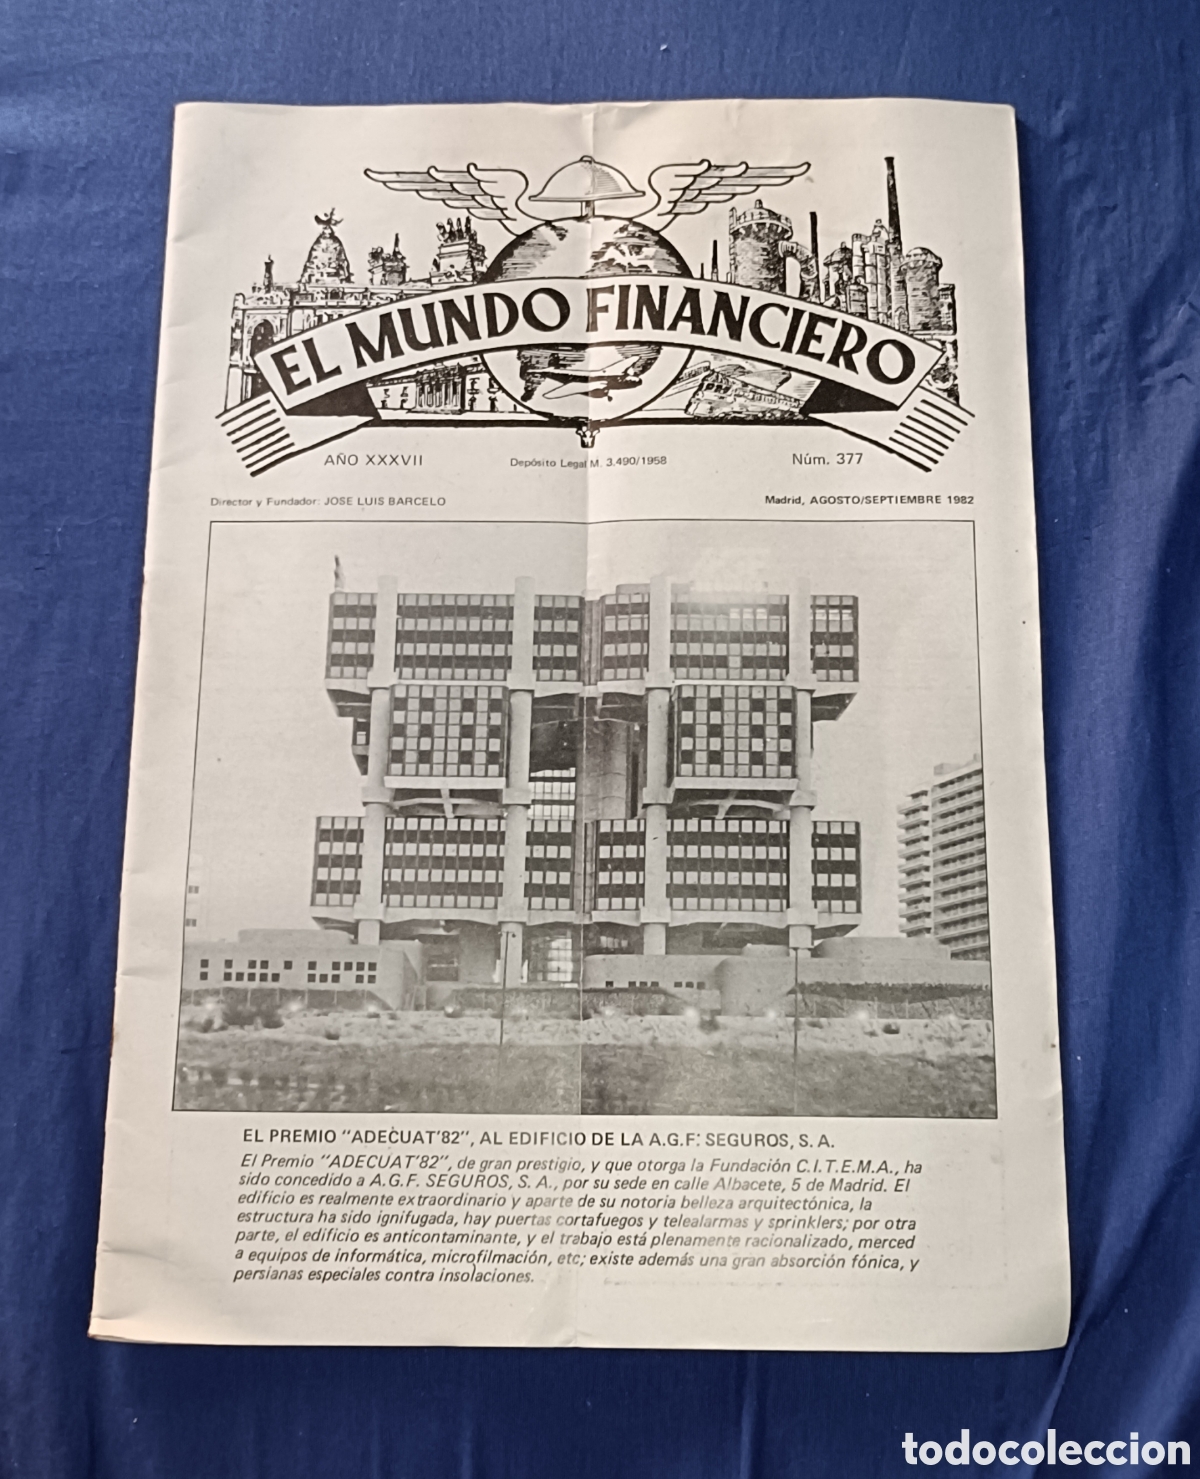 EL MUNDO FINANCIERO
AÑO XXXVII
Depósito Legal M. 3.490/1958
Núm. 377
Director y Fundador: JOSE LUIS BARCELO
Madrid, AGOSTO/SEPTIEMBRE 1982
EL PREMIO "ADECUAT'82", AL EDIFICIO DE LA A.G.F. SEGUROS, S. A.
El Premio "ADECUAT'82", de gran prestigio, y que otorga la Fundación C.I.T.E.M.A., ha
sido concedido a A.G.F. SEGUROS, S. A., por su sede en calle Albacete, 5 de Madrid. El
edificio es realmente extraordinario y aparte de su notoria belleza arquitectónica, la
estructura ha sido ignifugada, hay puertas cortafuegos y telealarmas y sprinklers; por otra
parte, el edificio es anticontaminante, y el trabajo está plenamente racionalizado, merced
a equipos de informática, microfilmación, etc; existe además una gran absorción fónica, y
persianas especiales contra insolaciones.
todocoleccion